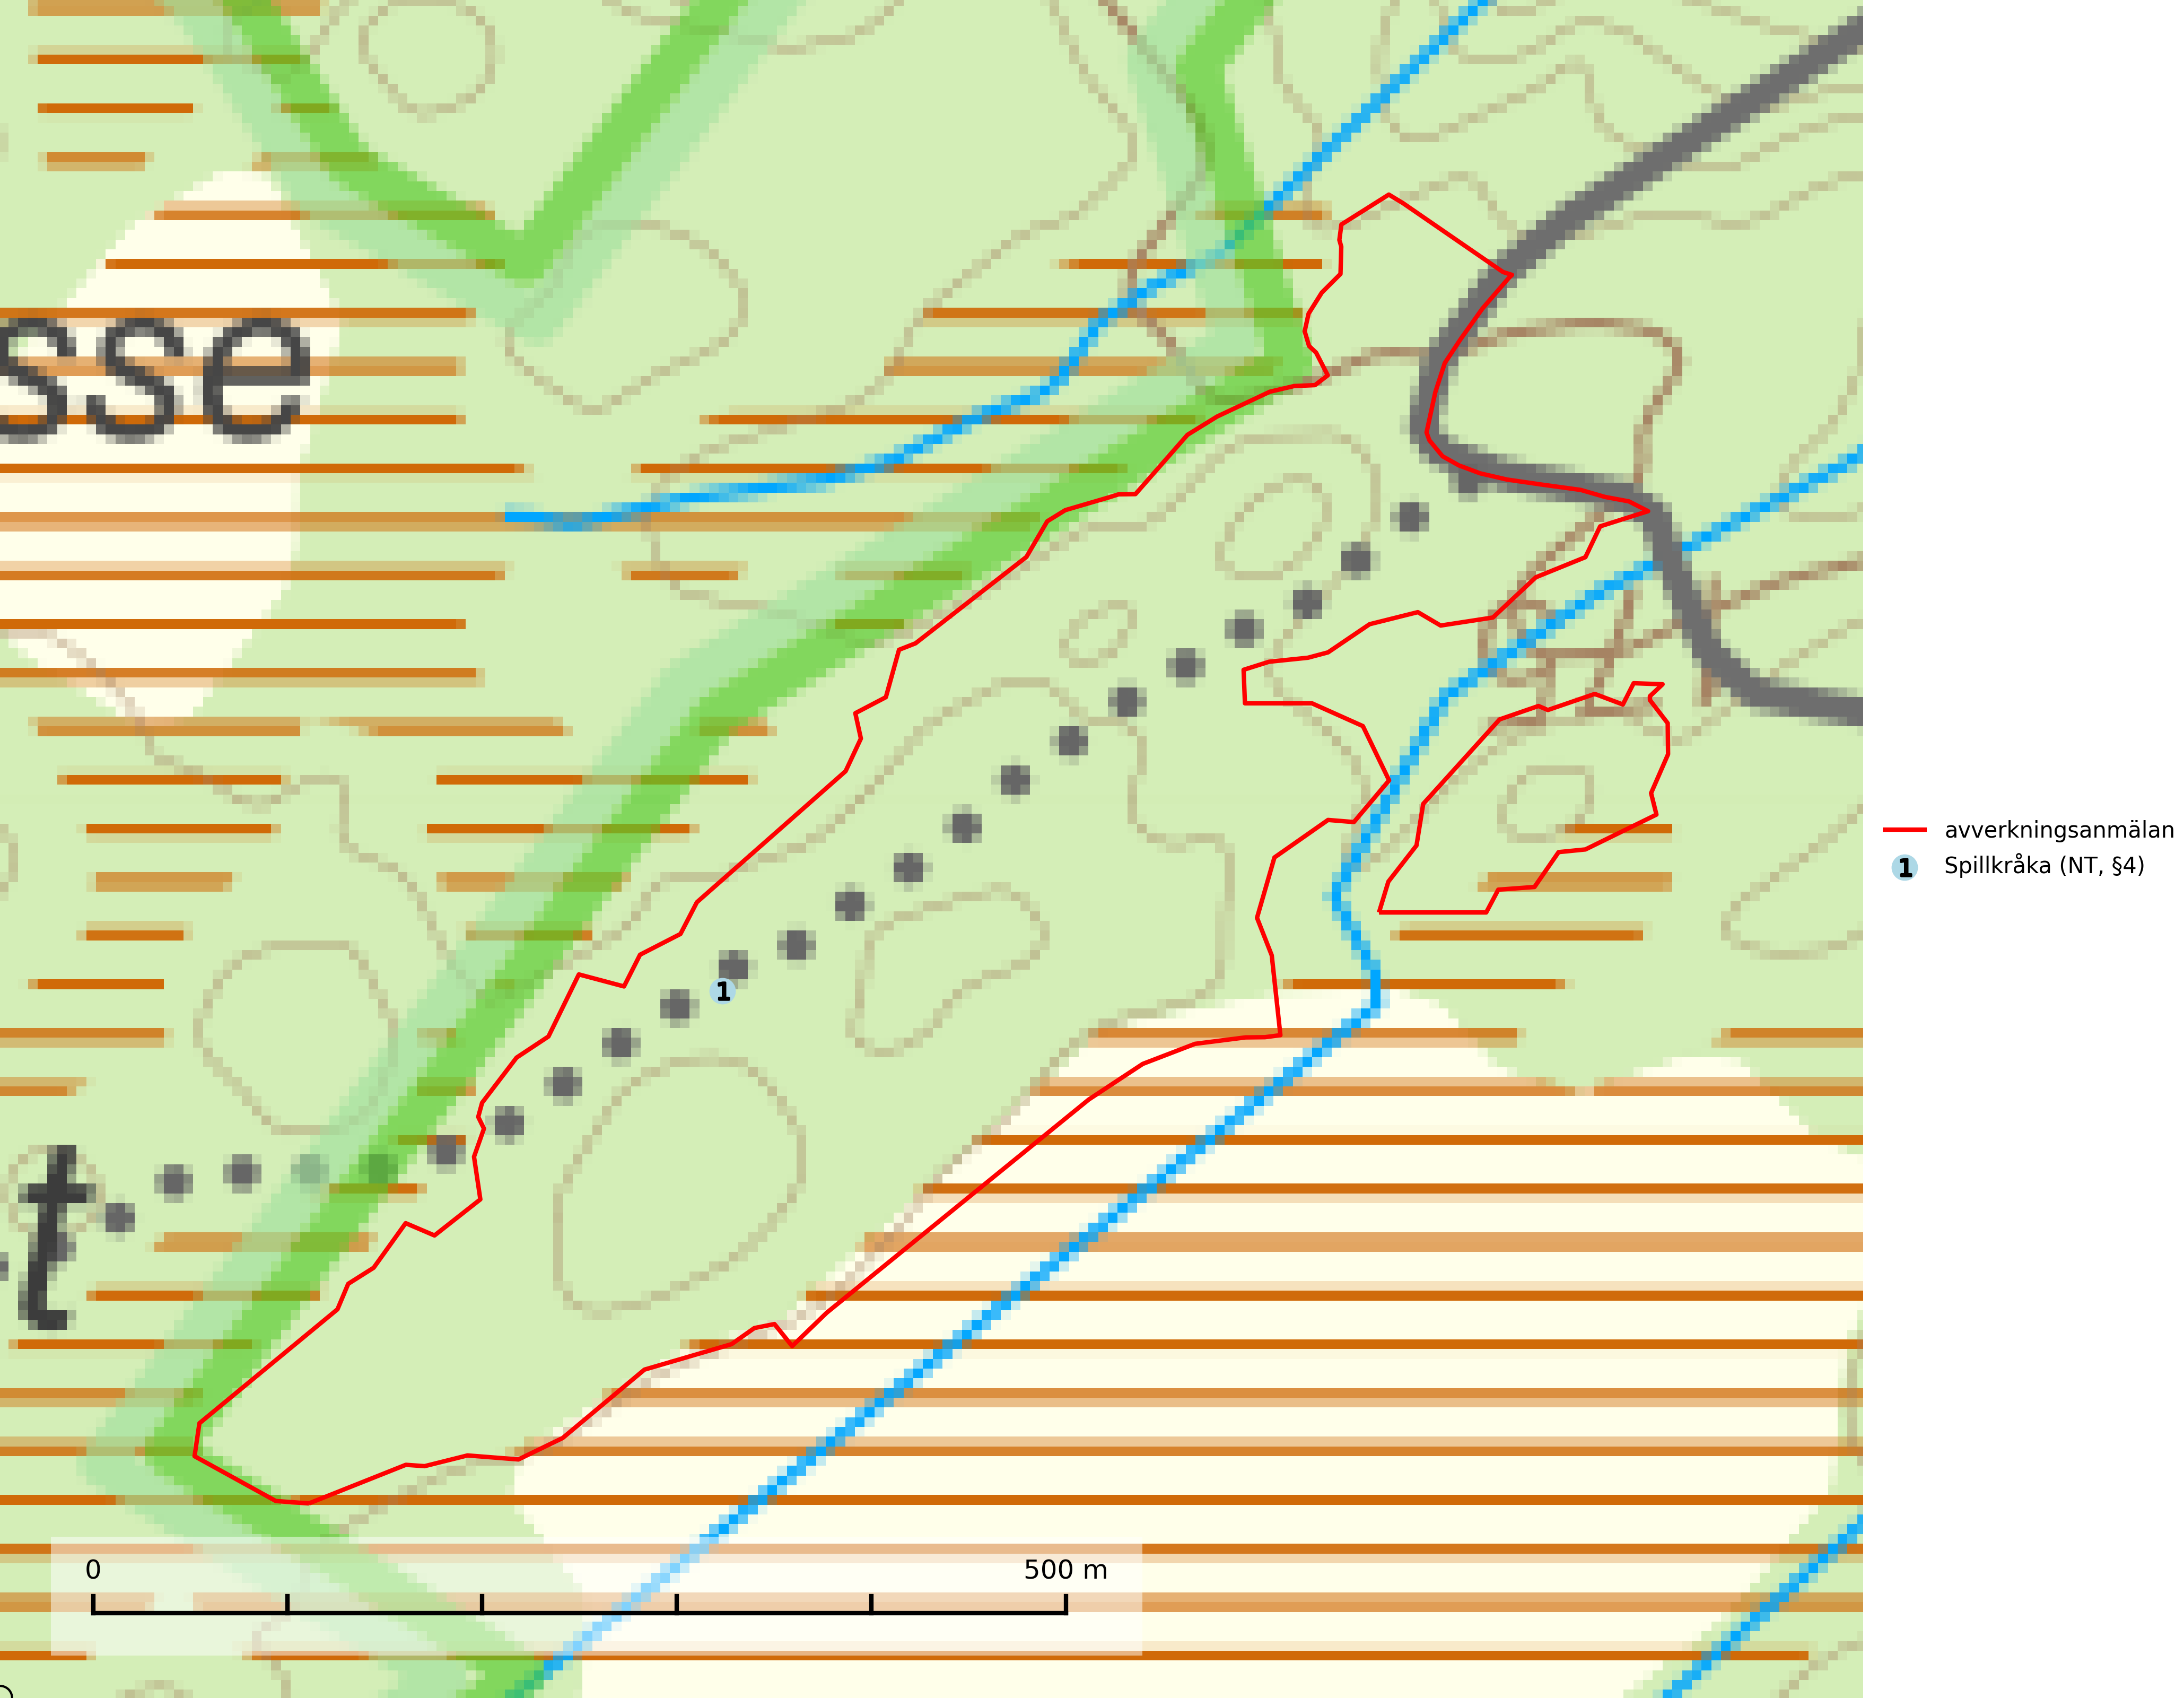 sse
t
avverkningsanmälan
1 Spillkråka (NT, §4)
1
0 500 m